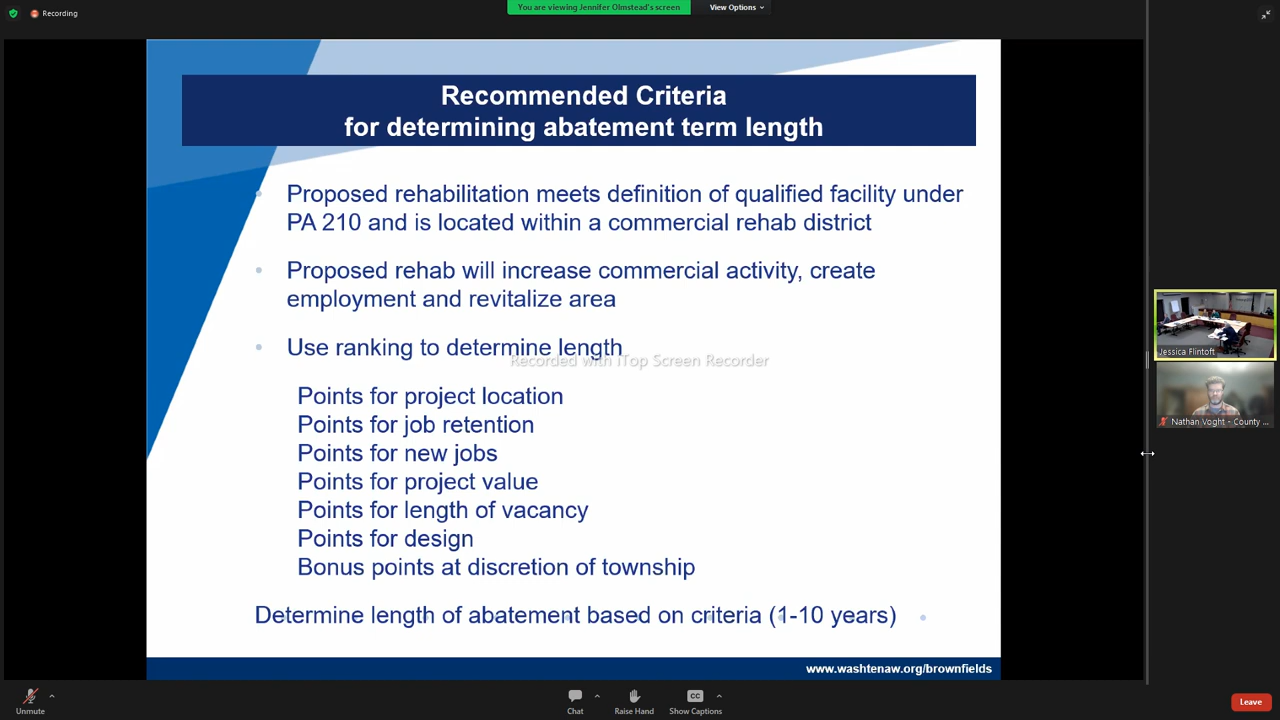 Recording
You are viewing Jennifer Olmstead's screen
View Options
Recommended Criteria
for determining abatement term length
Proposed rehabilitation meets definition of qualified facility under
PA 210 and is located within a commercial rehab district
Proposed rehab will increase commercial activity, create
employment and revitalize area
Use ranking to determine length
Recorded with iTop Screen Recorder
Points for project location
Points for job retention
Points for new jobs
Points for project value
Points for length of vacancy
Points for design
Bonus points at discretion of township
Determine length of abatement based on criteria (1-10 years)
www.washtenaw.org/brownfields
Jessica Flintoft
Nathan Voght - County ...
Unmute
Chat
Raise Hand
CC
Show Captions
Leave